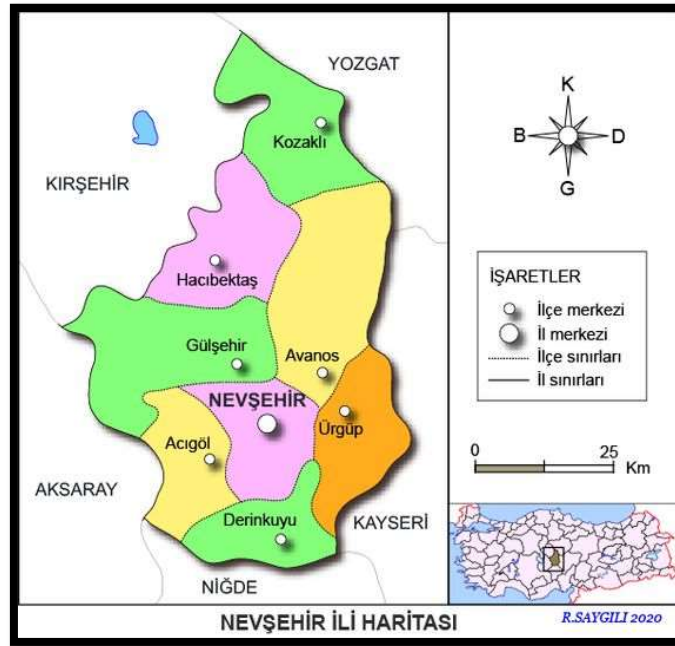 YOZGAT
K
Kozaklı
B
D
KIRŞEHİR
G
Hacıbektaş
İŞARETLER
İlçe merkezi
İl merkezi
İlçe sınırları
İl sınırları
Gülşehir
Avanos
NEVŞEHİR
Ürgüp
Acıgöl
0 25
Km
AKSARAY
Derinkuyu
KAYSERİ
NİĞDE
NEVŞEHİR İLİ HARİTASI
R.SAYGILI 2020